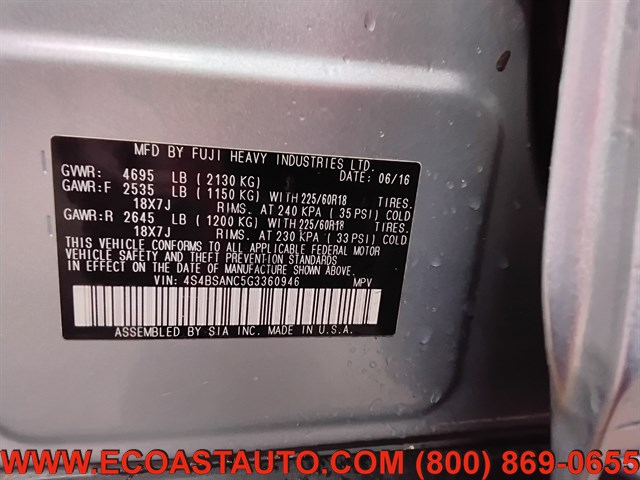 MFD BY FUJI HEAVY INDUSTRIES LTD.
GVWR: 4695 LB ( 2130 KG) DATE: 06/16
GAWR:F 2535 LB ( 1150 KG) WITH 225/60R18 TIRES.
18X7J RIMS. AT 240 KPA ( 35 PSI) COLD
GAWR:R 2645 LB ( 1200 KG) WITH 225/60R18 TIRES.
18X7J RIMS. AT 230 KPA ( 33 PSI) COLD
THIS VEHICLE CONFORMS TO ALL APPLICABLE FEDERAL MOTOR
VEHICLE SAFETY AND THEFT PREVENTION STANDARDS
IN EFFECT ON THE DATE OF MANUFACTURE SHOWN ABOVE.
VIN: 4S4BSANC5G3360946 MPV
ASSEMBLED BY SIA INC. MADE IN U.S.A.
WWW.ECOASTAUTO.COM (800) 869-0655